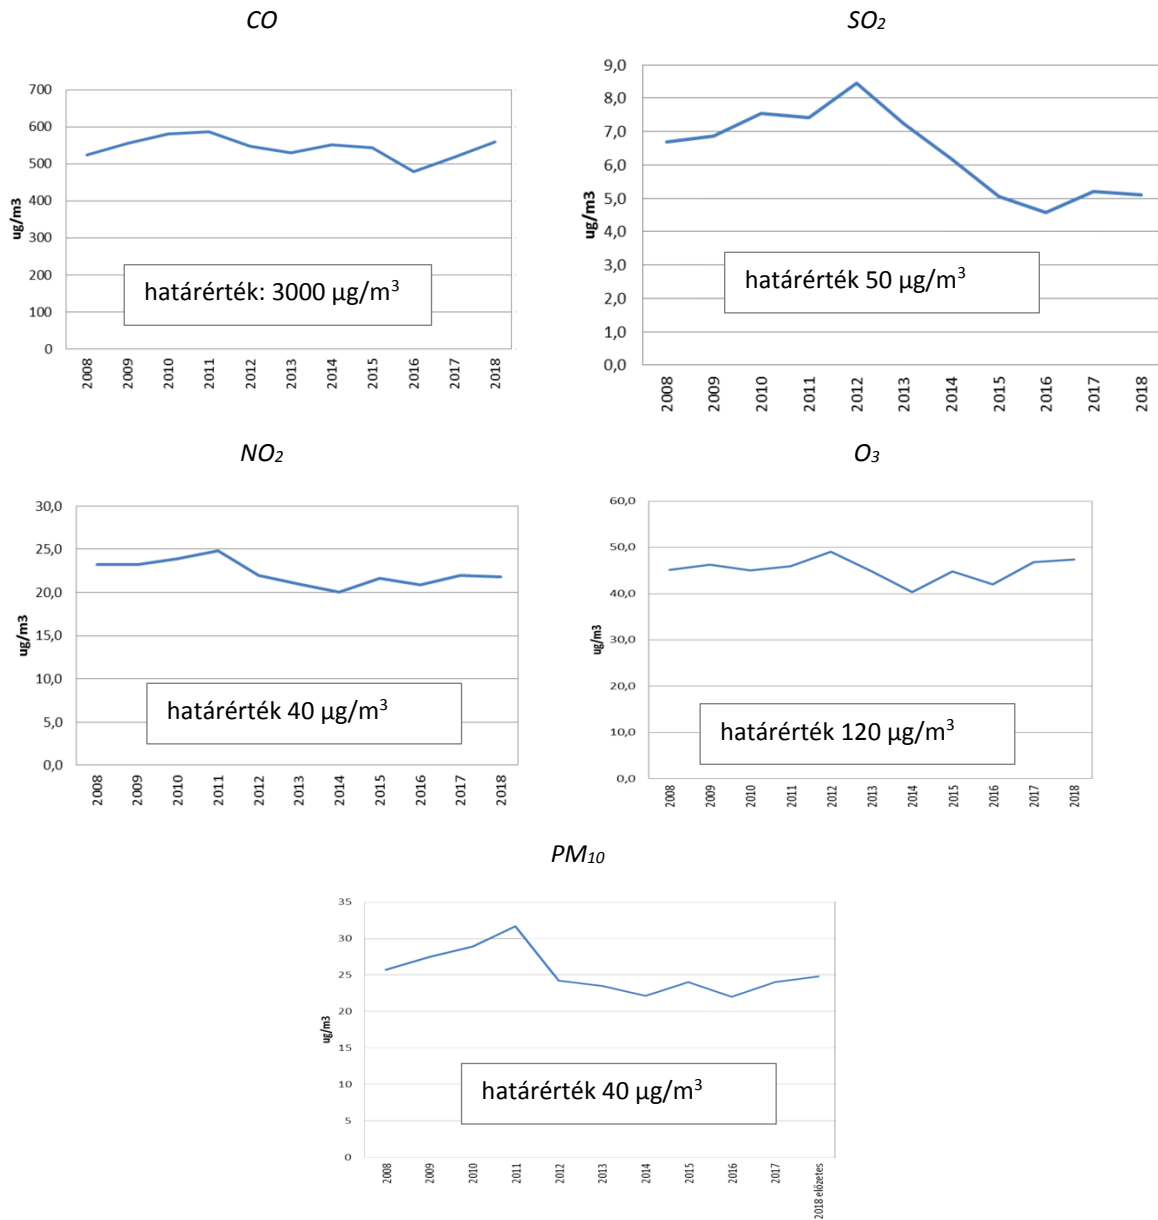 CO
700
600
500
400
300
200
100
0
ug/m3
határérték: 3000 µg/m³
2008 2009 2010 2011 2012 2013 2014 2015 2016 2017 2018
SO₂
9,0
8,0
7,0
6,0
5,0
4,0
3,0
2,0
1,0
0,0
ug/m3
határérték 50 µg/m³
2008 2009 2010 2011 2012 2013 2014 2015 2016 2017 2018
NO₂
30,0
25,0
20,0
15,0
10,0
5,0
0,0
ug/m3
határérték 40 µg/m³
2008 2009 2010 2011 2012 2013 2014 2015 2016 2017 2018
O₃
60,0
50,0
40,0
30,0
20,0
10,0
0,0
ug/m3
határérték 120 µg/m³
2008 2009 2010 2011 2012 2013 2014 2015 2016 2017 2018
PM₁₀
35
30
25
20
15
10
5
0
ug/m3
határérték 40 µg/m³
2008 2009 2010 2011 2012 2013 2014 2015 2016 2017 2018 előzetes